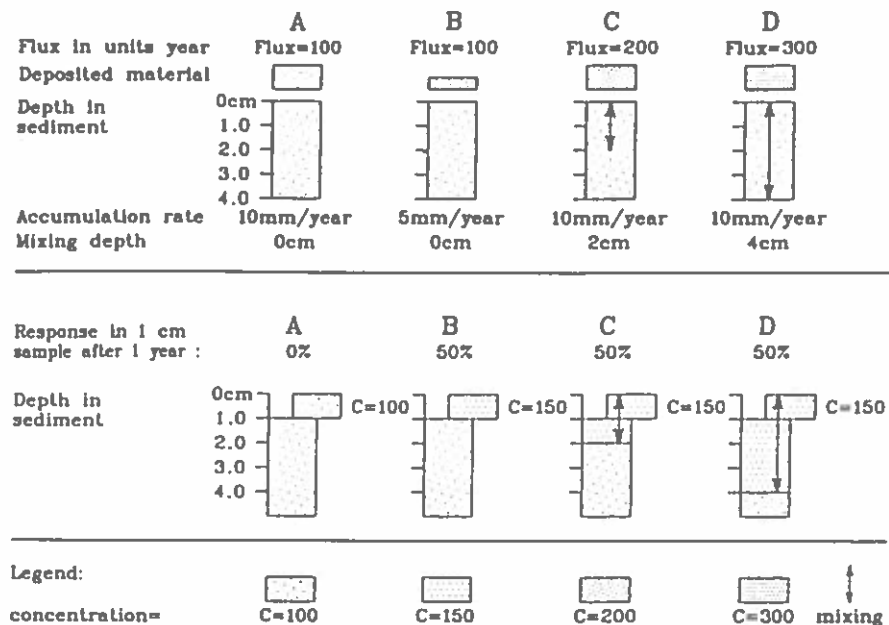 A B C D
Flux in units year Flux=100 Flux=100 Flux=200 Flux=300
Deposited material
Depth in
sediment
0cm
1.0
2.0
3.0
4.0
Accumulation rate 10mm/year 5mm/year 10mm/year 10mm/year
Mixing depth 0cm 0cm 2cm 4cm
A B C D
Response in 1 cm
sample after 1 year : 0% 50% 50% 50%
Depth in
sediment
0cm C=100 C=150 C=150 C=150
1.0
2.0
3.0
4.0
Legend:
concentration= C=100 C=150 C=200 C=300 mixing